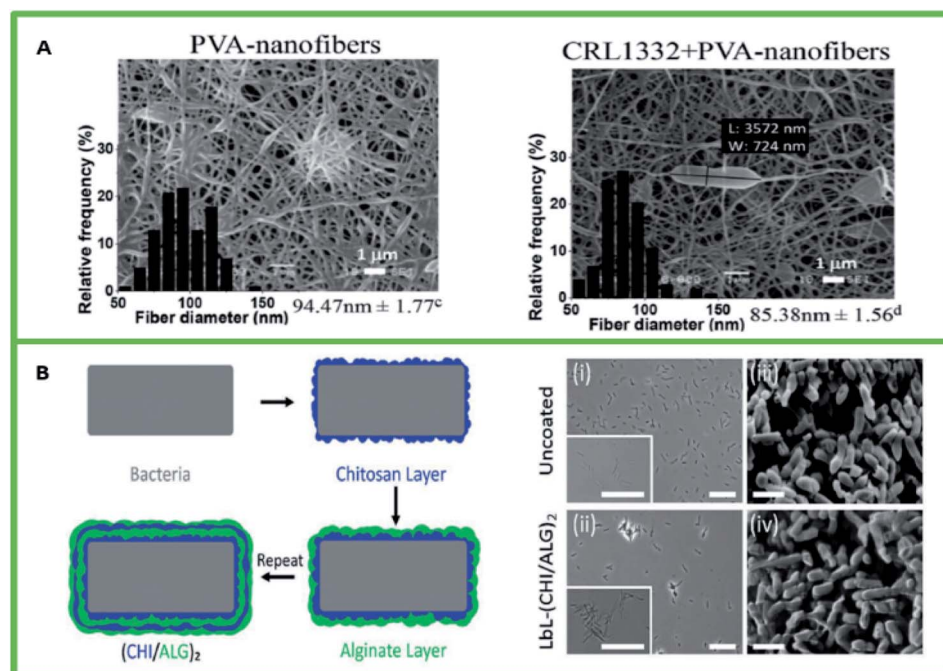 A
PVA-nanofibers
Relative frequency (%)
30
20
10
0
50
100
150
Fiber diameter (nm)
94.47nm ± 1.77ᶜ
1 μm
CRL1332+PVA-nanofibers
L: 3572 nm
W: 724 nm
Relative frequency (%)
30
20
10
0
50
100
150
Fiber diameter (nm)
85.38nm ± 1.56ᵈ
1 μm
B
Bacteria
Chitosan Layer
Repeat
(CHI/ALG)₂
Alginate Layer
Uncoated
(i)
(iii)
LbL-(CHI/ALG)₂
(ii)
(iv)